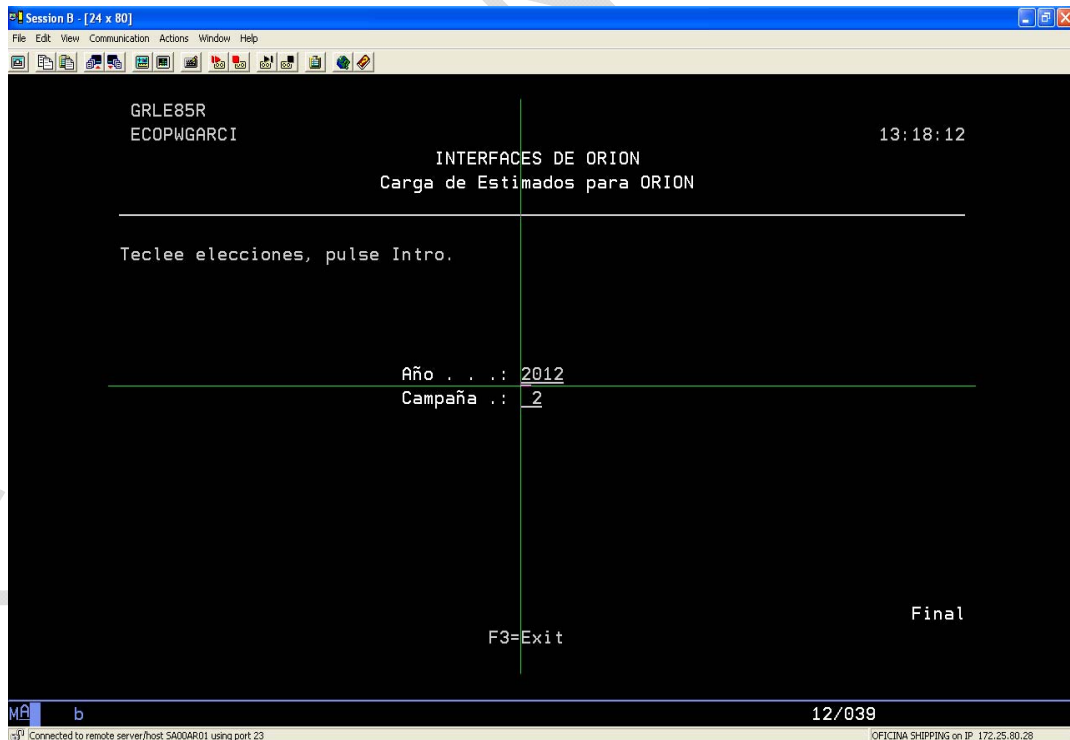 Session B - [24 x 80]
File Edit View Communication Actions Window Help
GRLE85R
ECOPWGARCI 13:18:12
INTERFACES DE ORION
Carga de Estimados para ORION
Teclee elecciones, pulse Intro.
Año . . .: 2012
Campaña .: 2
Final
F3=Exit
MA b 12/039
Connected to remote server/host SA00AR01 using port 23 OFICINA SHIPPING on IP 172.25.80.28